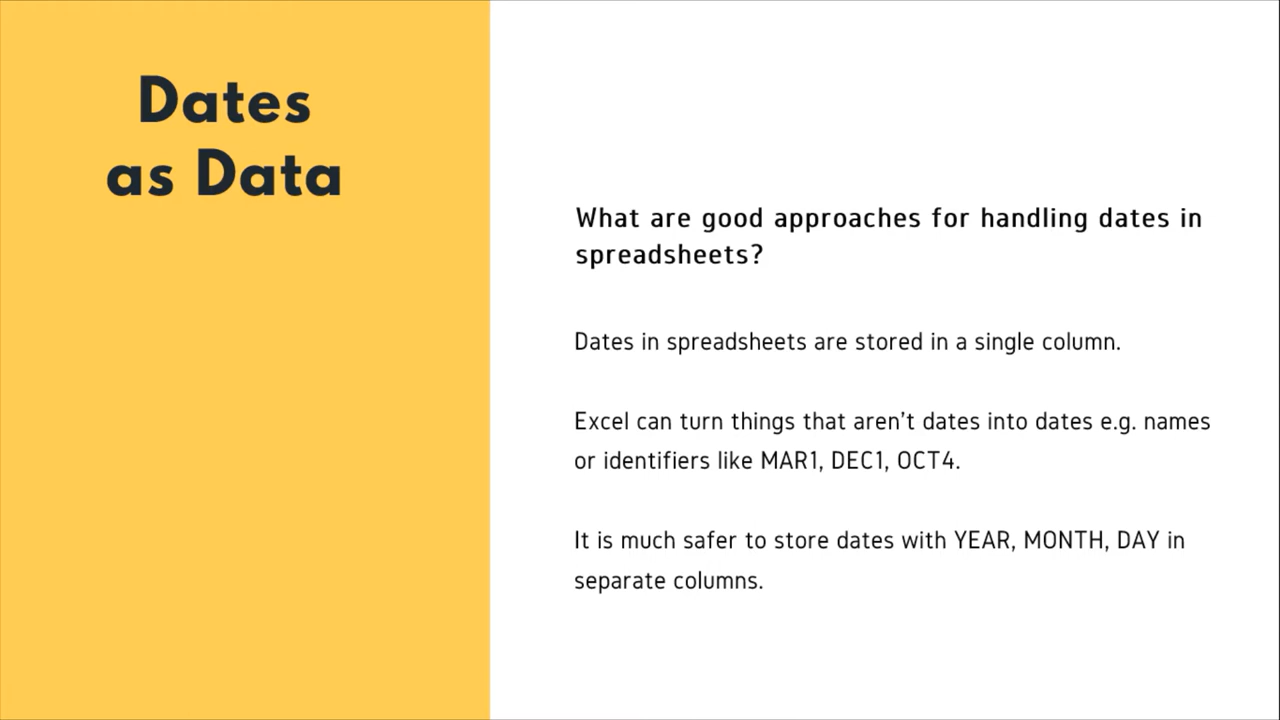 Dates
as Data
What are good approaches for handling dates in
spreadsheets?
Dates in spreadsheets are stored in a single column.
Excel can turn things that aren’t dates into dates e.g. names
or identifiers like MAR1, DEC1, OCT4.
It is much safer to store dates with YEAR, MONTH, DAY in
separate columns.